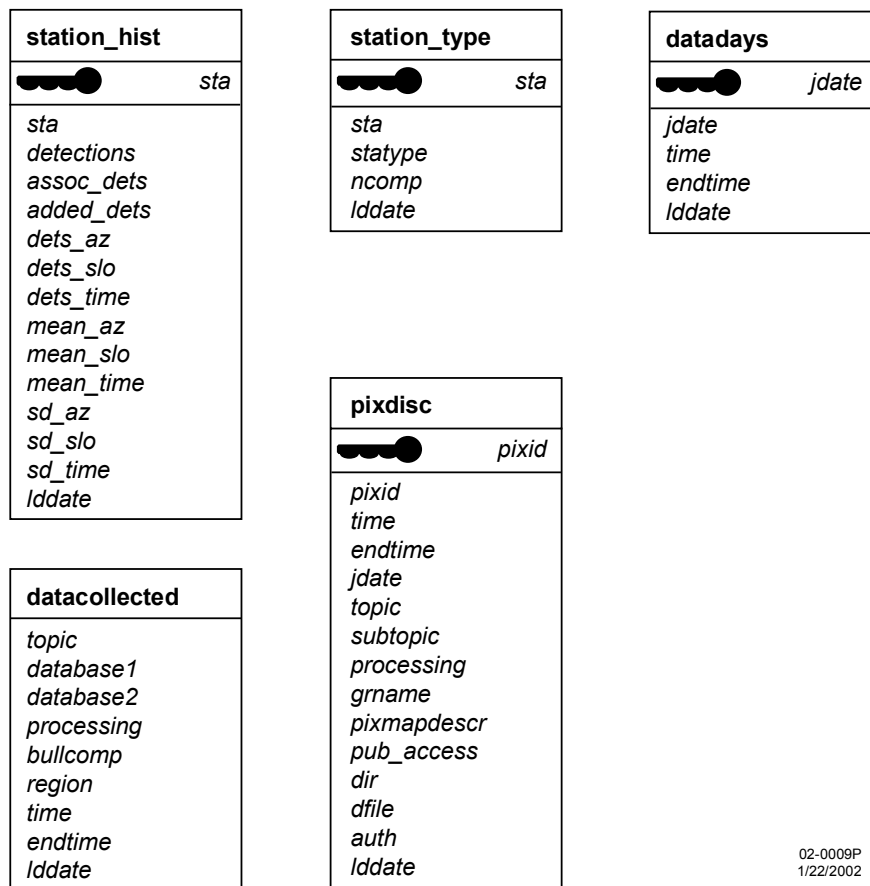 station_hist
sta
sta
detections
assoc_dets
added_dets
dets_az
dets_slo
dets_time
mean_az
mean_slo
mean_time
sd_az
sd_slo
sd_time
lddate
station_type
sta
sta
statype
ncomp
lddate
datadays
jdate
jdate
time
endtime
lddate
datacollected
topic
database1
database2
processing
bullcomp
region
time
endtime
lddate
pixdisc
pixid
pixid
time
endtime
jdate
topic
subtopic
processing
grname
pixmapdescr
pub_access
dir
dfile
auth
lddate
02-0009P
1/22/2002